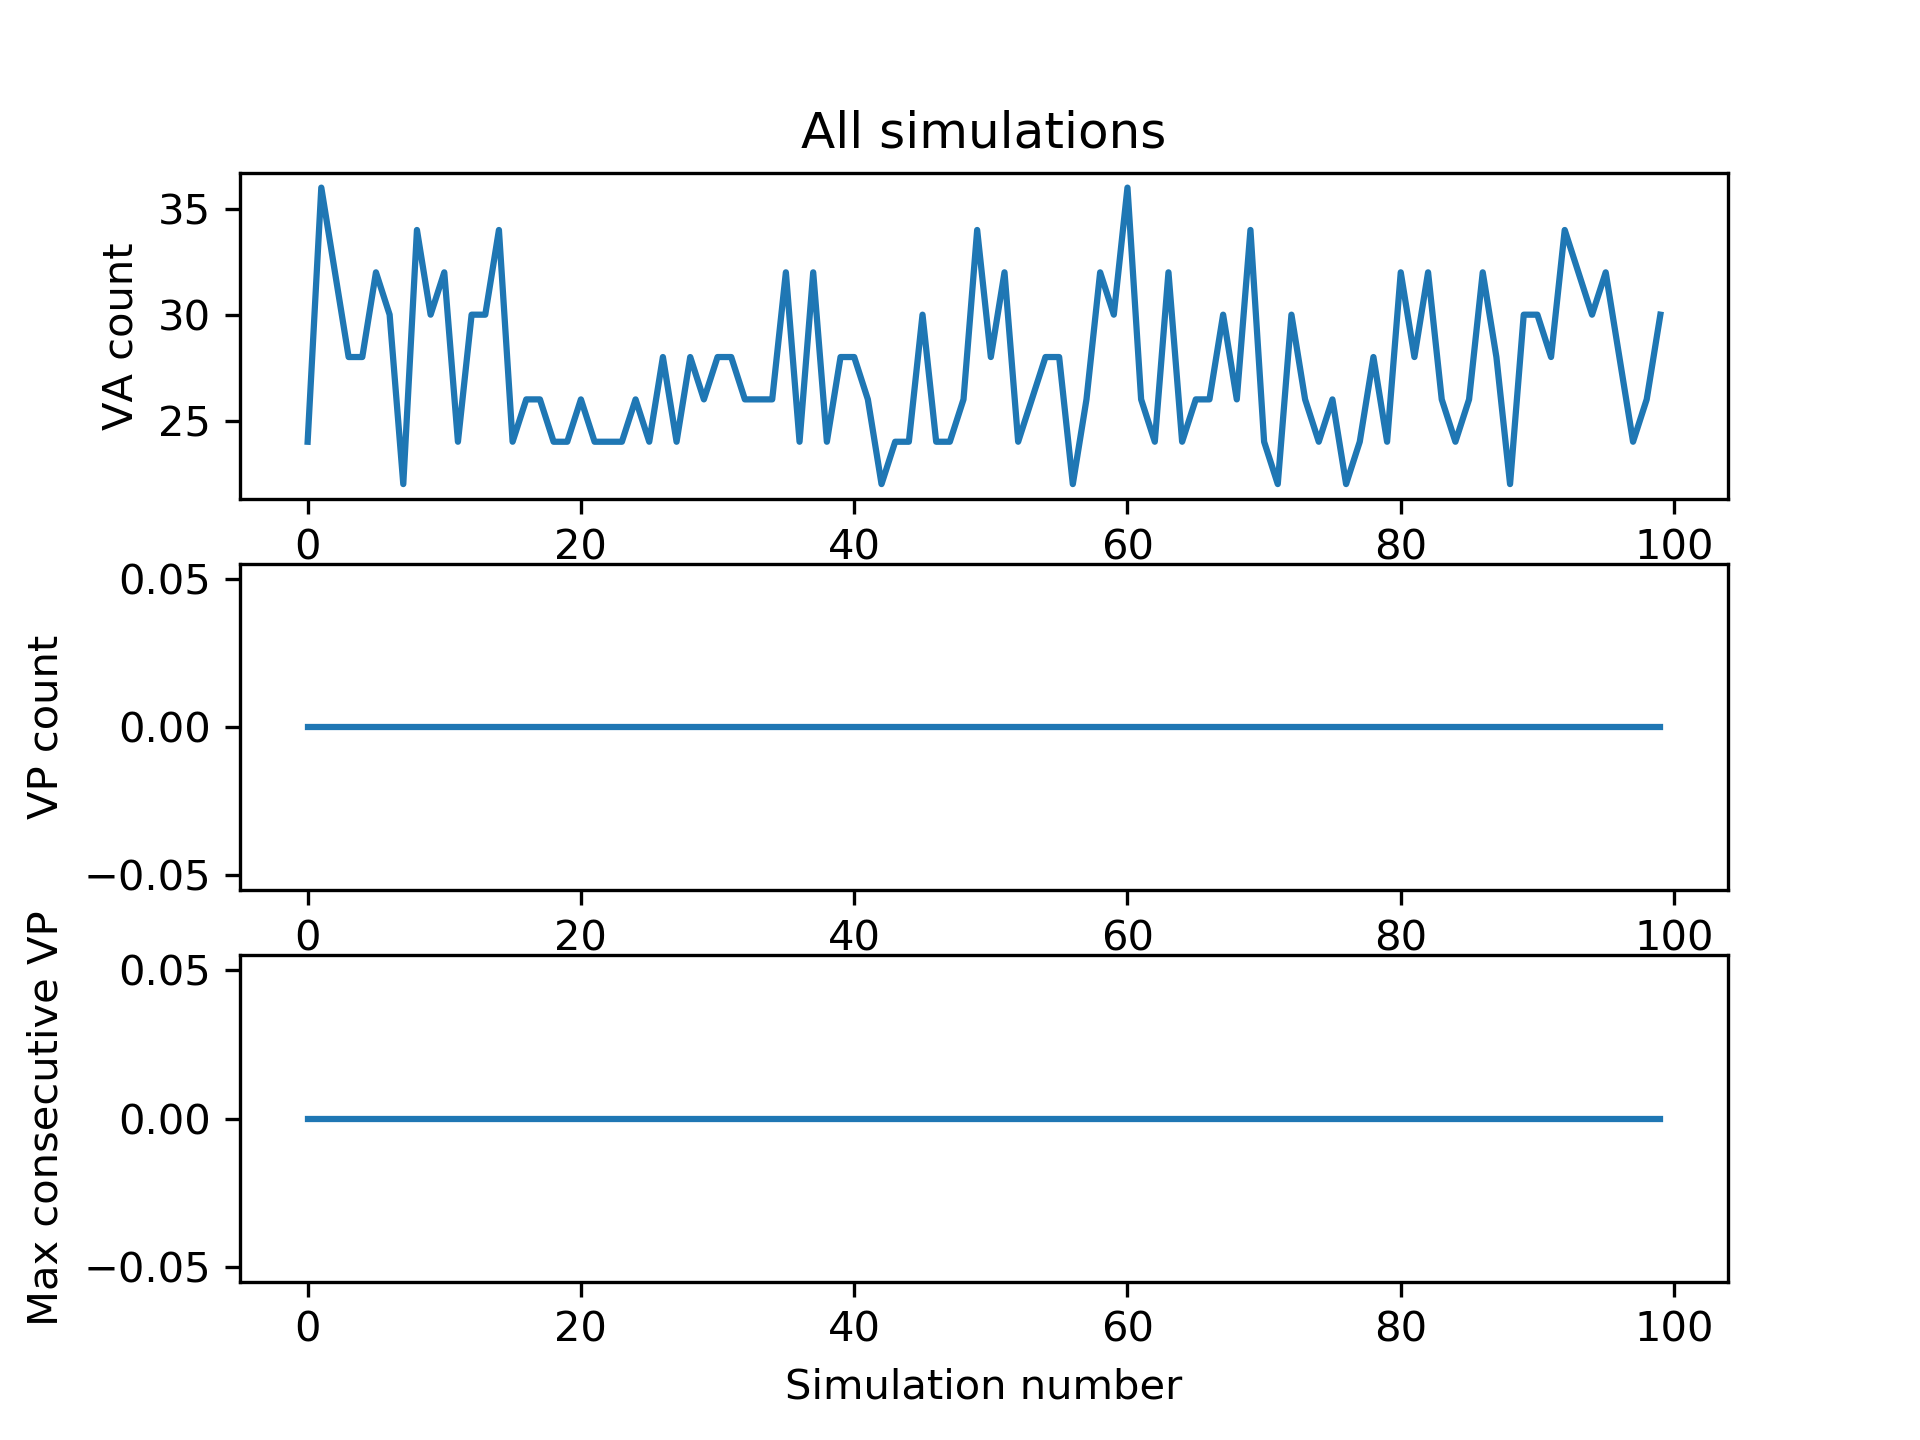 All simulations
VA count
35
30
25
0 20 40 60 80 100
VP count
0.05
0.00
−0.05
0 20 40 60 80 100
Max consecutive VP
0.05
0.00
−0.05
0 20 40 60 80 100
Simulation number